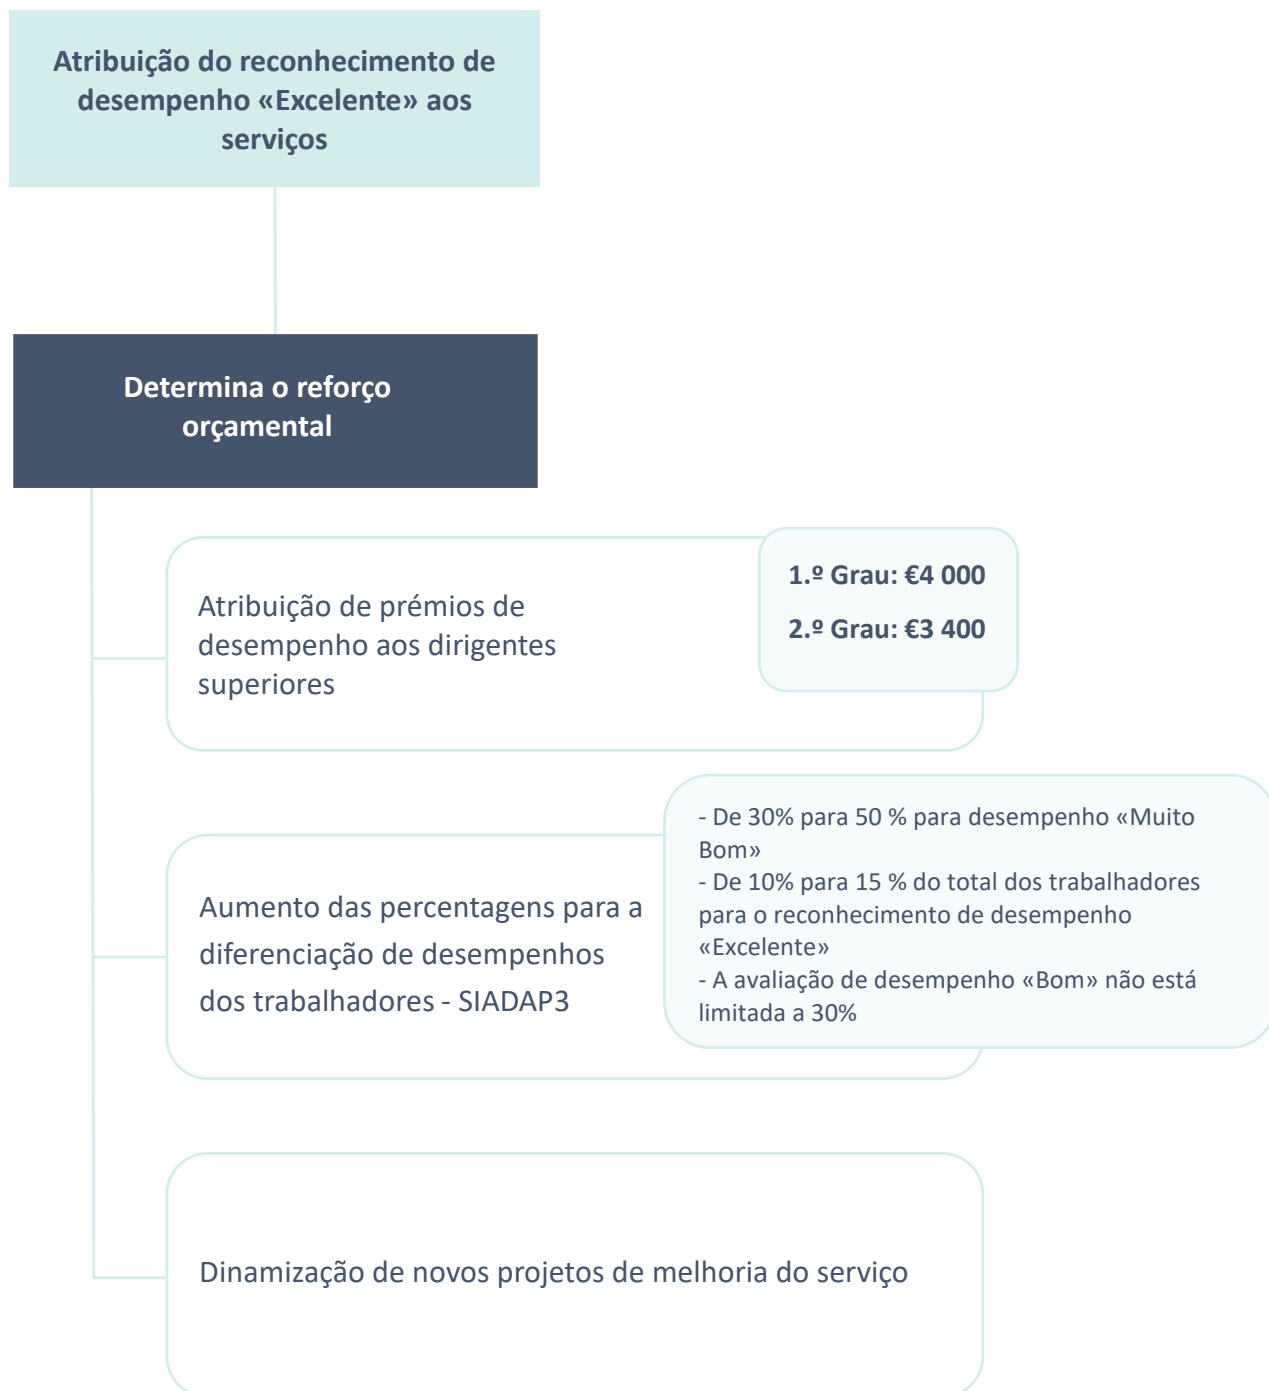 Atribuição do reconhecimento de
desempenho «Excelente» aos
serviços
Determina o reforço
orçamental
Atribuição de prémios de
desempenho aos dirigentes
superiores
1.º Grau: €4 000
2.º Grau: €3 400
Aumento das percentagens para a
diferenciação de desempenhos
dos trabalhadores - SIADAP3
- De 30% para 50 % para desempenho «Muito
Bom»
- De 10% para 15 % do total dos trabalhadores
para o reconhecimento de desempenho
«Excelente»
- A avaliação de desempenho «Bom» não está
limitada a 30%
Dinamização de novos projetos de melhoria do serviço